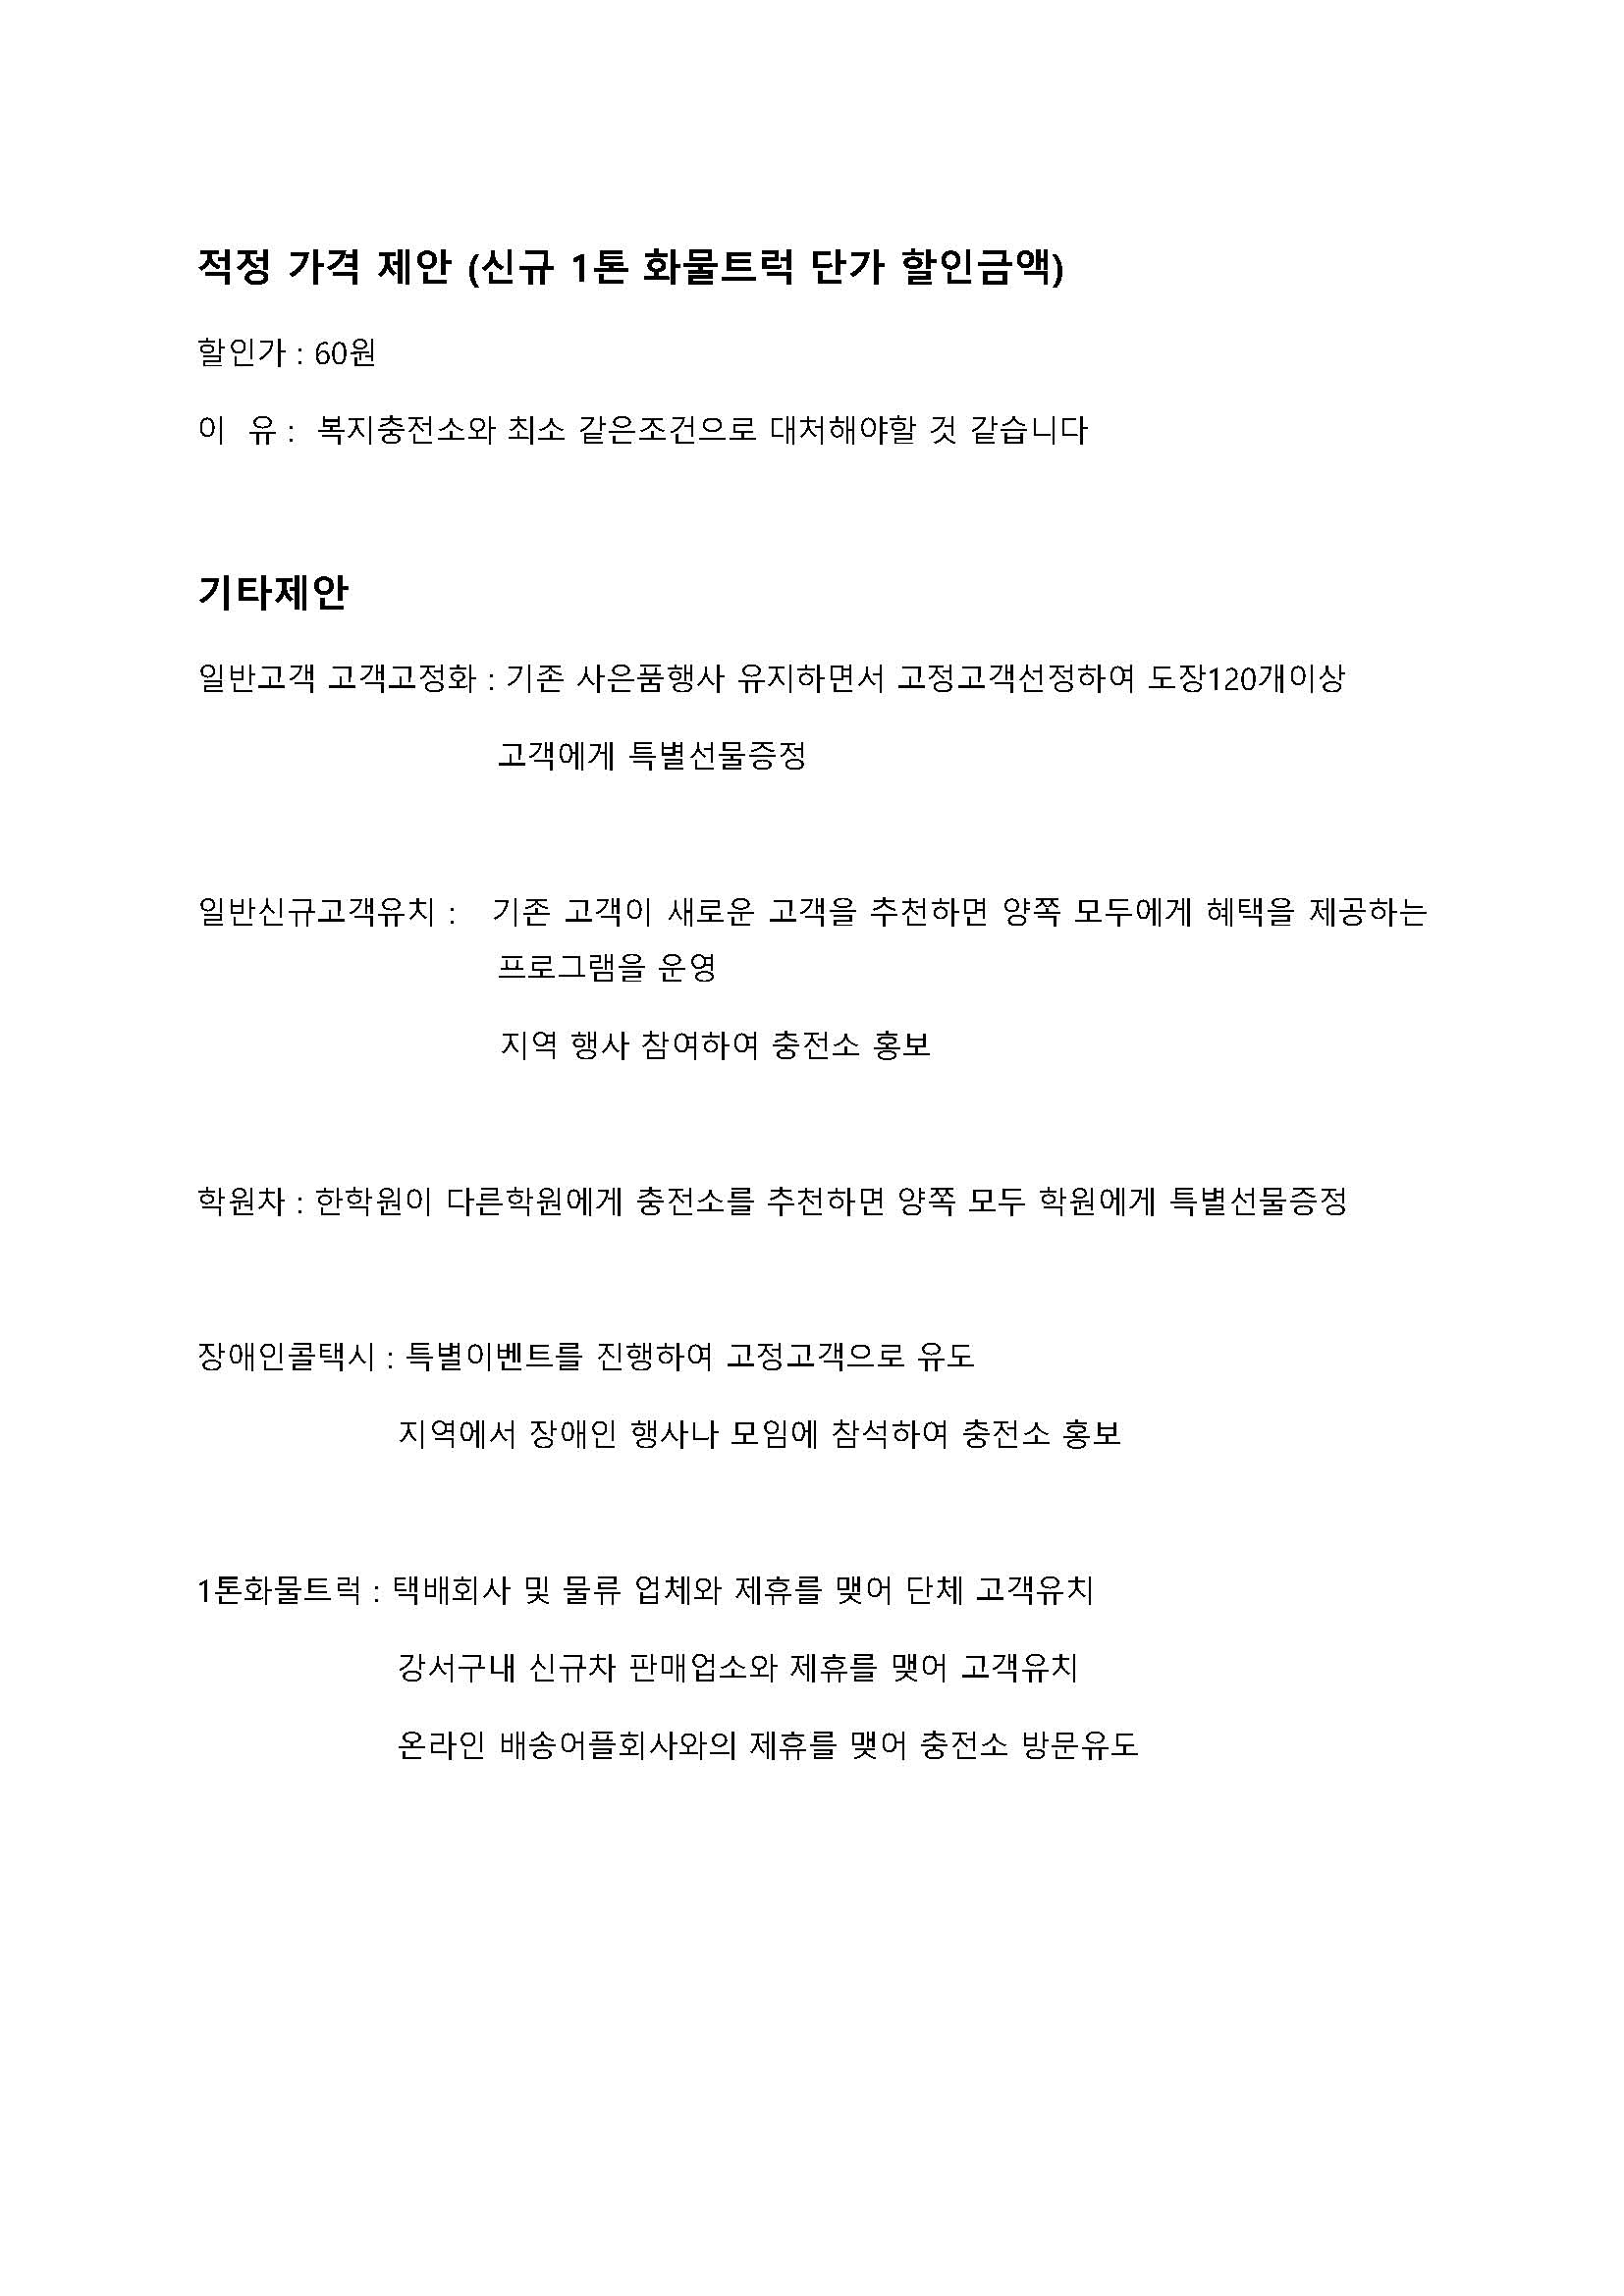 적정 가격 제안 (신규 1톤 화물트럭 단가 할인금액)
할인가 : 60원
이 유 : 복지충전소와 최소 같은조건으로 대처해야할 것 같습니다
기타제안
일반고객 고객고정화 : 기존 사은품행사 유지하면서 고정고객선정하여 도장120개이상
고객에게 특별선물증정
일반신규고객유치 : 기존 고객이 새로운 고객을 추천하면 양쪽 모두에게 혜택을 제공하는
프로그램을 운영
지역 행사 참여하여 충전소 홍보
학원차 : 한학원이 다른학원에게 충전소를 추천하면 양쪽 모두 학원에게 특별선물증정
장애인콜택시 : 특별이벤트를 진행하여 고정고객으로 유도
지역에서 장애인 행사나 모임에 참석하여 충전소 홍보
1톤화물트럭 : 택배회사 및 물류 업체와 제휴를 맺어 단체 고객유치
강서구내 신규차 판매업소와 제휴를 맺어 고객유치
온라인 배송어플회사와의 제휴를 맺어 충전소 방문유도